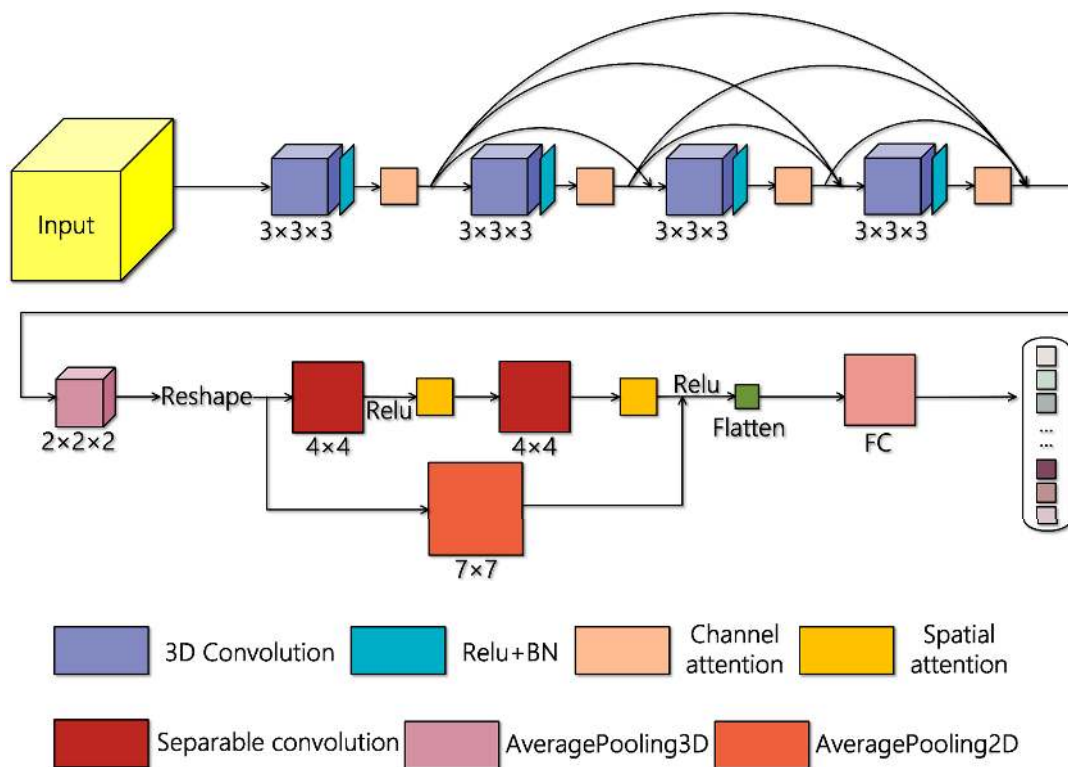 Input
3×3×3
3×3×3
3×3×3
3×3×3
2×2×2
Reshape
4×4
Relu
4×4
Relu
Flatten
FC
...
...
7×7
3D Convolution
Relu+BN
Channel
attention
Spatial
attention
Separable convolution
AveragePooling3D
AveragePooling2D